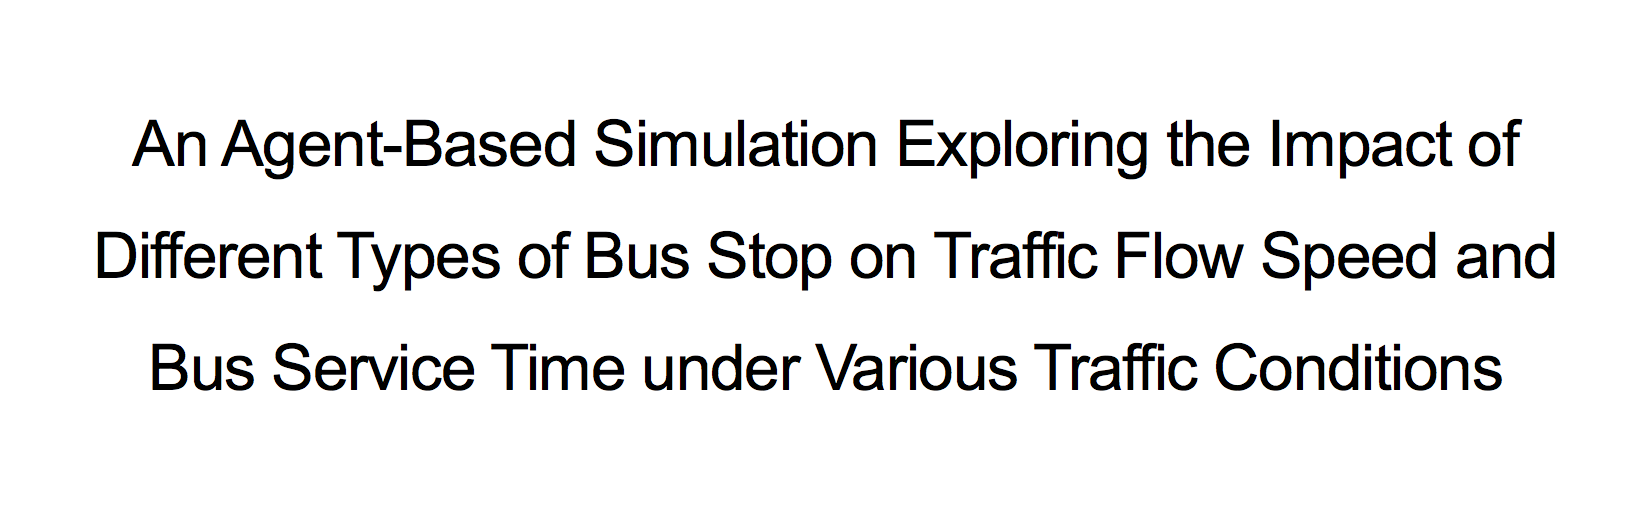 An Agent-Based Simulation Exploring the Impact of
Different Types of Bus Stop on Traffic Flow Speed and
Bus Service Time under Various Traffic Conditions